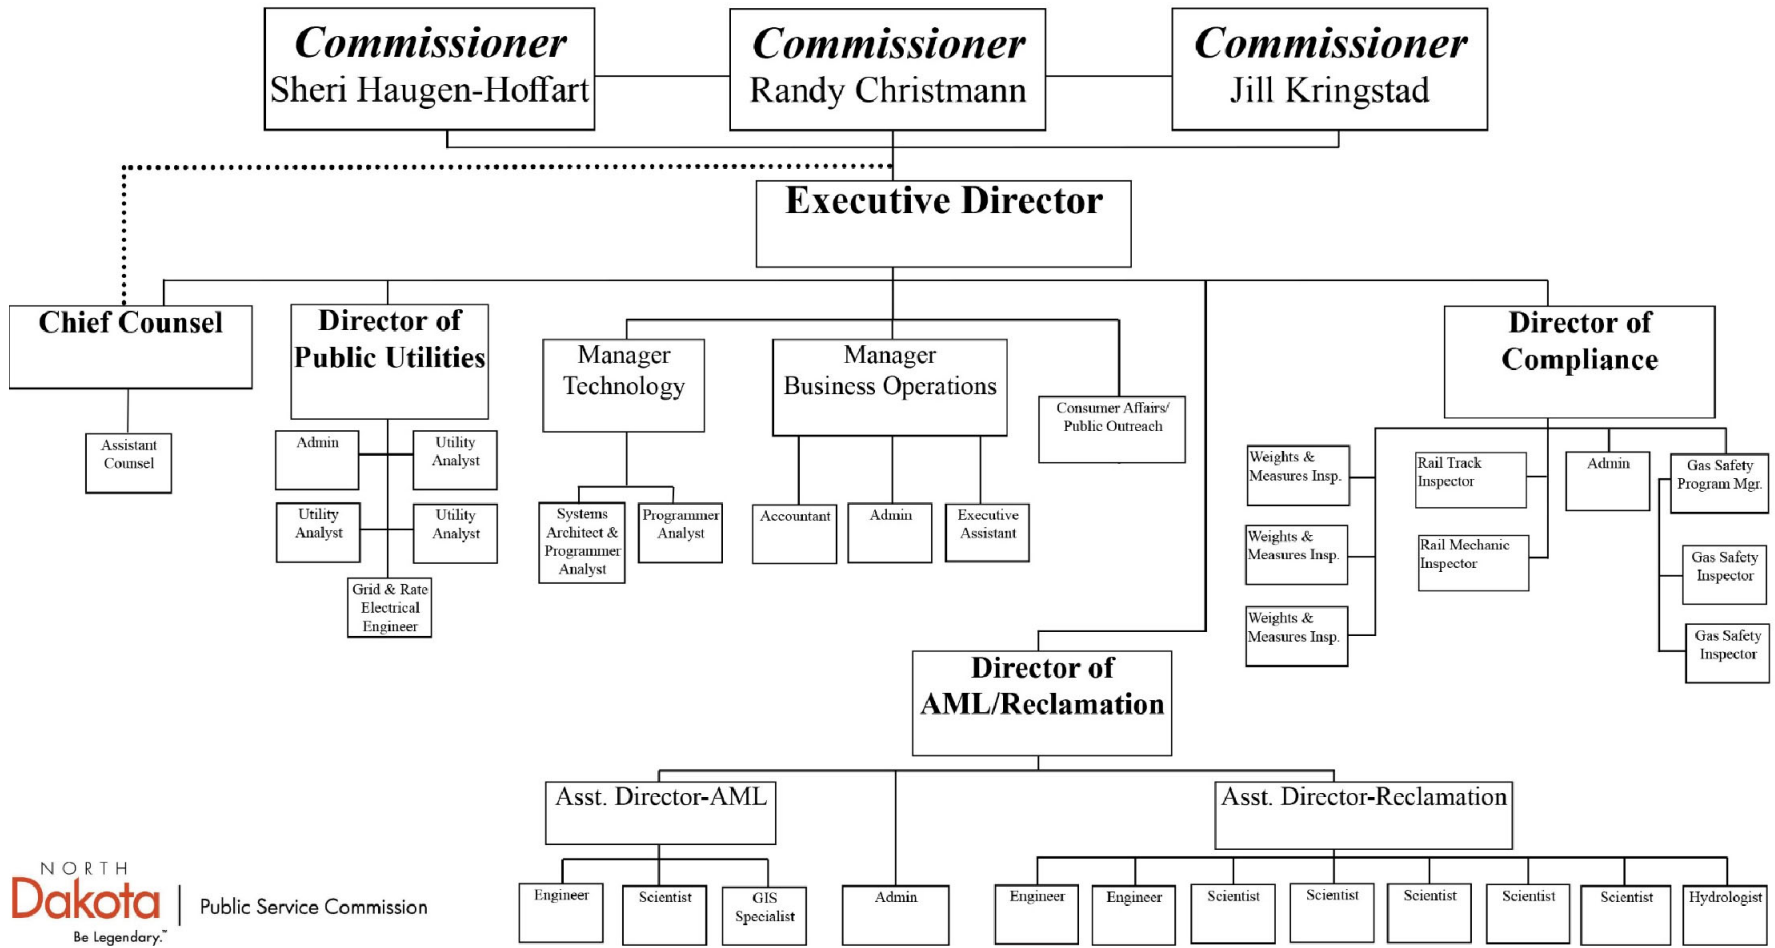 Commissioner
Sheri Haugen-Hoffart
Commissioner
Randy Christmann
Commissioner
Jill Kringstad
Executive Director
Chief Counsel
Assistant
Counsel
Director of
Public Utilities
Admin
Utility
Analyst
Utility
Analyst
Utility
Analyst
Grid & Rate
Electrical
Engineer
Manager
Technology
Systems
Architect &
Programmer
Analyst
Programmer
Analyst
Manager
Business Operations
Accountant
Admin
Executive
Assistant
Consumer Affairs/
Public Outreach
Director of
Compliance
Weights &
Measures Insp.
Weights &
Measures Insp.
Weights &
Measures Insp.
Rail Track
Inspector
Rail Mechanic
Inspector
Admin
Gas Safety
Program Mgr.
Gas Safety
Inspector
Gas Safety
Inspector
Director of
AML/Reclamation
Asst. Director-AML
Engineer
Scientist
GIS
Specialist
Admin
Asst. Director-Reclamation
Engineer
Engineer
Scientist
Scientist
Scientist
Scientist
Scientist
Hydrologist
NORTH
Dakota
Be Legendary.™
Public Service Commission